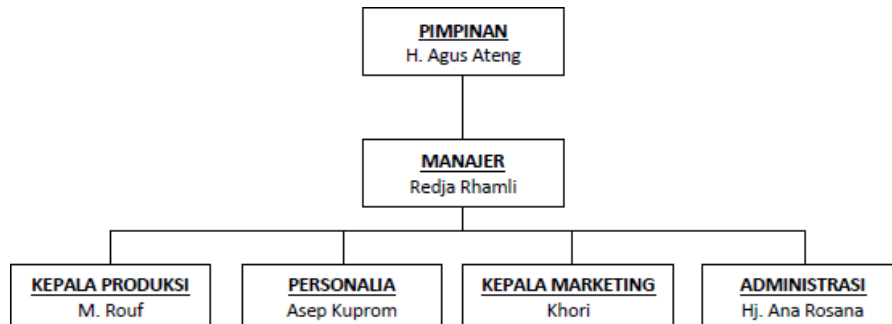 PIMPINAN
H. Agus Ateng
MANAJER
Redja Rhamli
KEPALA PRODUKSI
M. Rouf
PERSONALIA
Asep Kuprom
KEPALA MARKETING
Khori
ADMINISTRASI
Hj. Ana Rosana